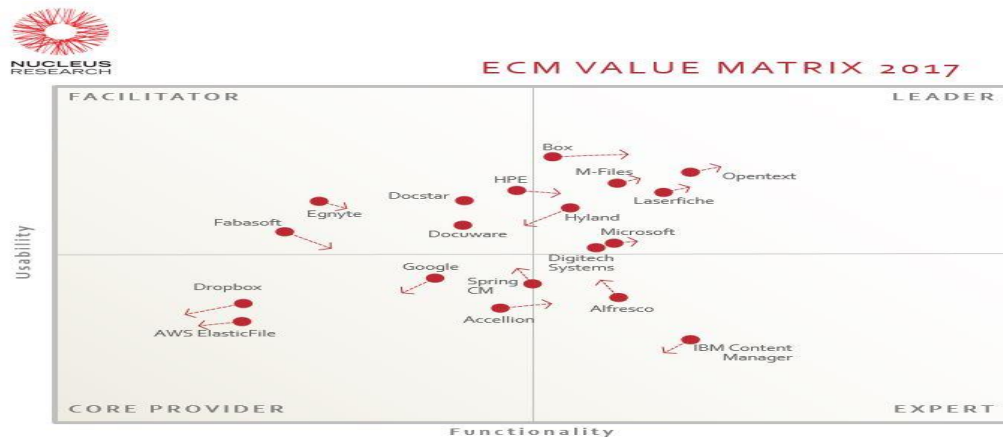 NUCLEUS
RESEARCH
ECM VALUE MATRIX 2017
FACILITATOR
LEADER
Box
M-Files
Opentext
HPE
Laserfiche
Docstar
Egnyte
Hyland
Fabasoft
Docuware
Microsoft
Digitech
Systems
Usability
Google
Spring
CM
Dropbox
Accellion
Alfresco
AWS ElasticFile
IBM Content
Manager
CORE PROVIDER
EXPERT
Functionality